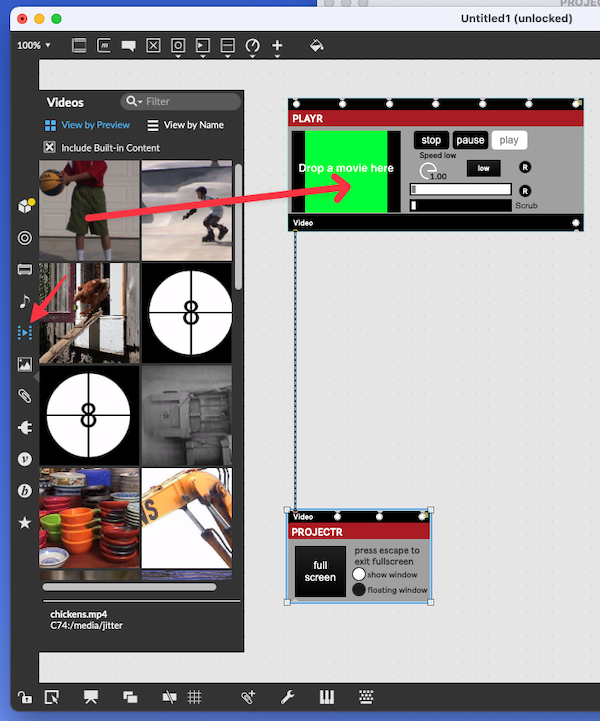 PROJEC
Untitled1 (unlocked)
100%
m
Videos
Filter
View by Preview
View by Name
Include Built-in Content
8
8
NS
chickens.mp4
C74:/media/jitter
v
b
PLAYR
Drop a movie here
stop
pause
play
Speed low
1.00
low
R
R
Scrub
Video
Video
PROJECTR
full
screen
press escape to
exit fullscreen
show window
floating window